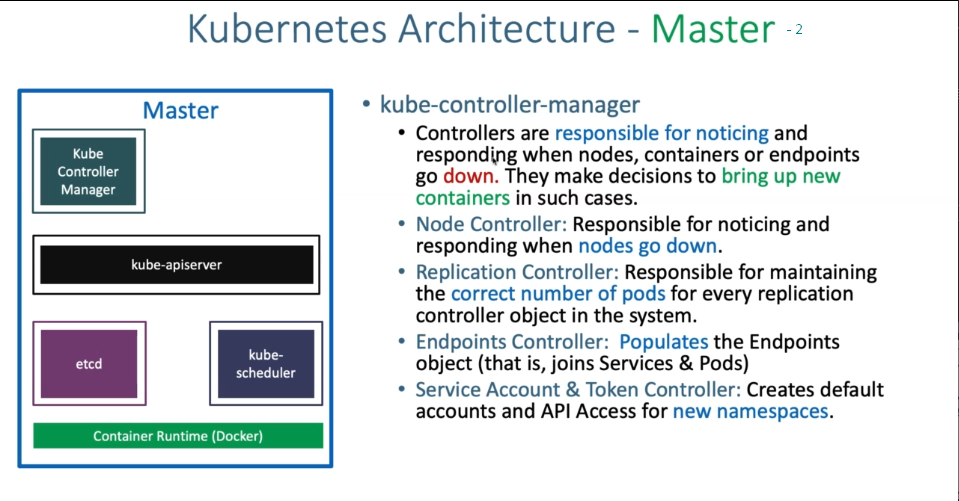 Kubernetes Architecture - Master - 2
Master
Kube
Controller
Manager
kube-apiserver
etcd
kube-
scheduler
Container Runtime (Docker)
• kube-controller-manager
• Controllers are responsible for noticing and
responding when nodes, containers or endpoints
go down. They make decisions to bring up new
containers in such cases.
• Node Controller: Responsible for noticing and
responding when nodes go down.
• Replication Controller: Responsible for maintaining
the correct number of pods for every replication
controller object in the system.
• Endpoints Controller: Populates the Endpoints
object (that is, joins Services & Pods)
• Service Account & Token Controller: Creates default
accounts and API Access for new namespaces.